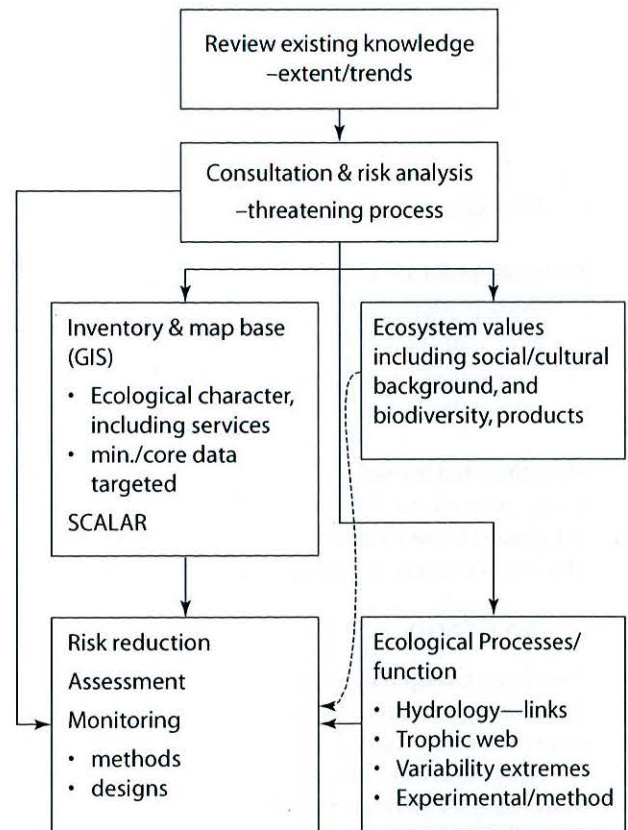 Review existing knowledge
–extent/trends
Consultation & risk analysis
–threatening process
Inventory & map base
(GIS)
• Ecological character,
including services
• min./core data
targeted
SCALAR
Ecosystem values
including social/cultural
background, and
biodiversity, products
Risk reduction
Assessment
Monitoring
• methods
• designs
Ecological Processes/
function
• Hydrology—links
• Trophic web
• Variability extremes
• Experimental/method